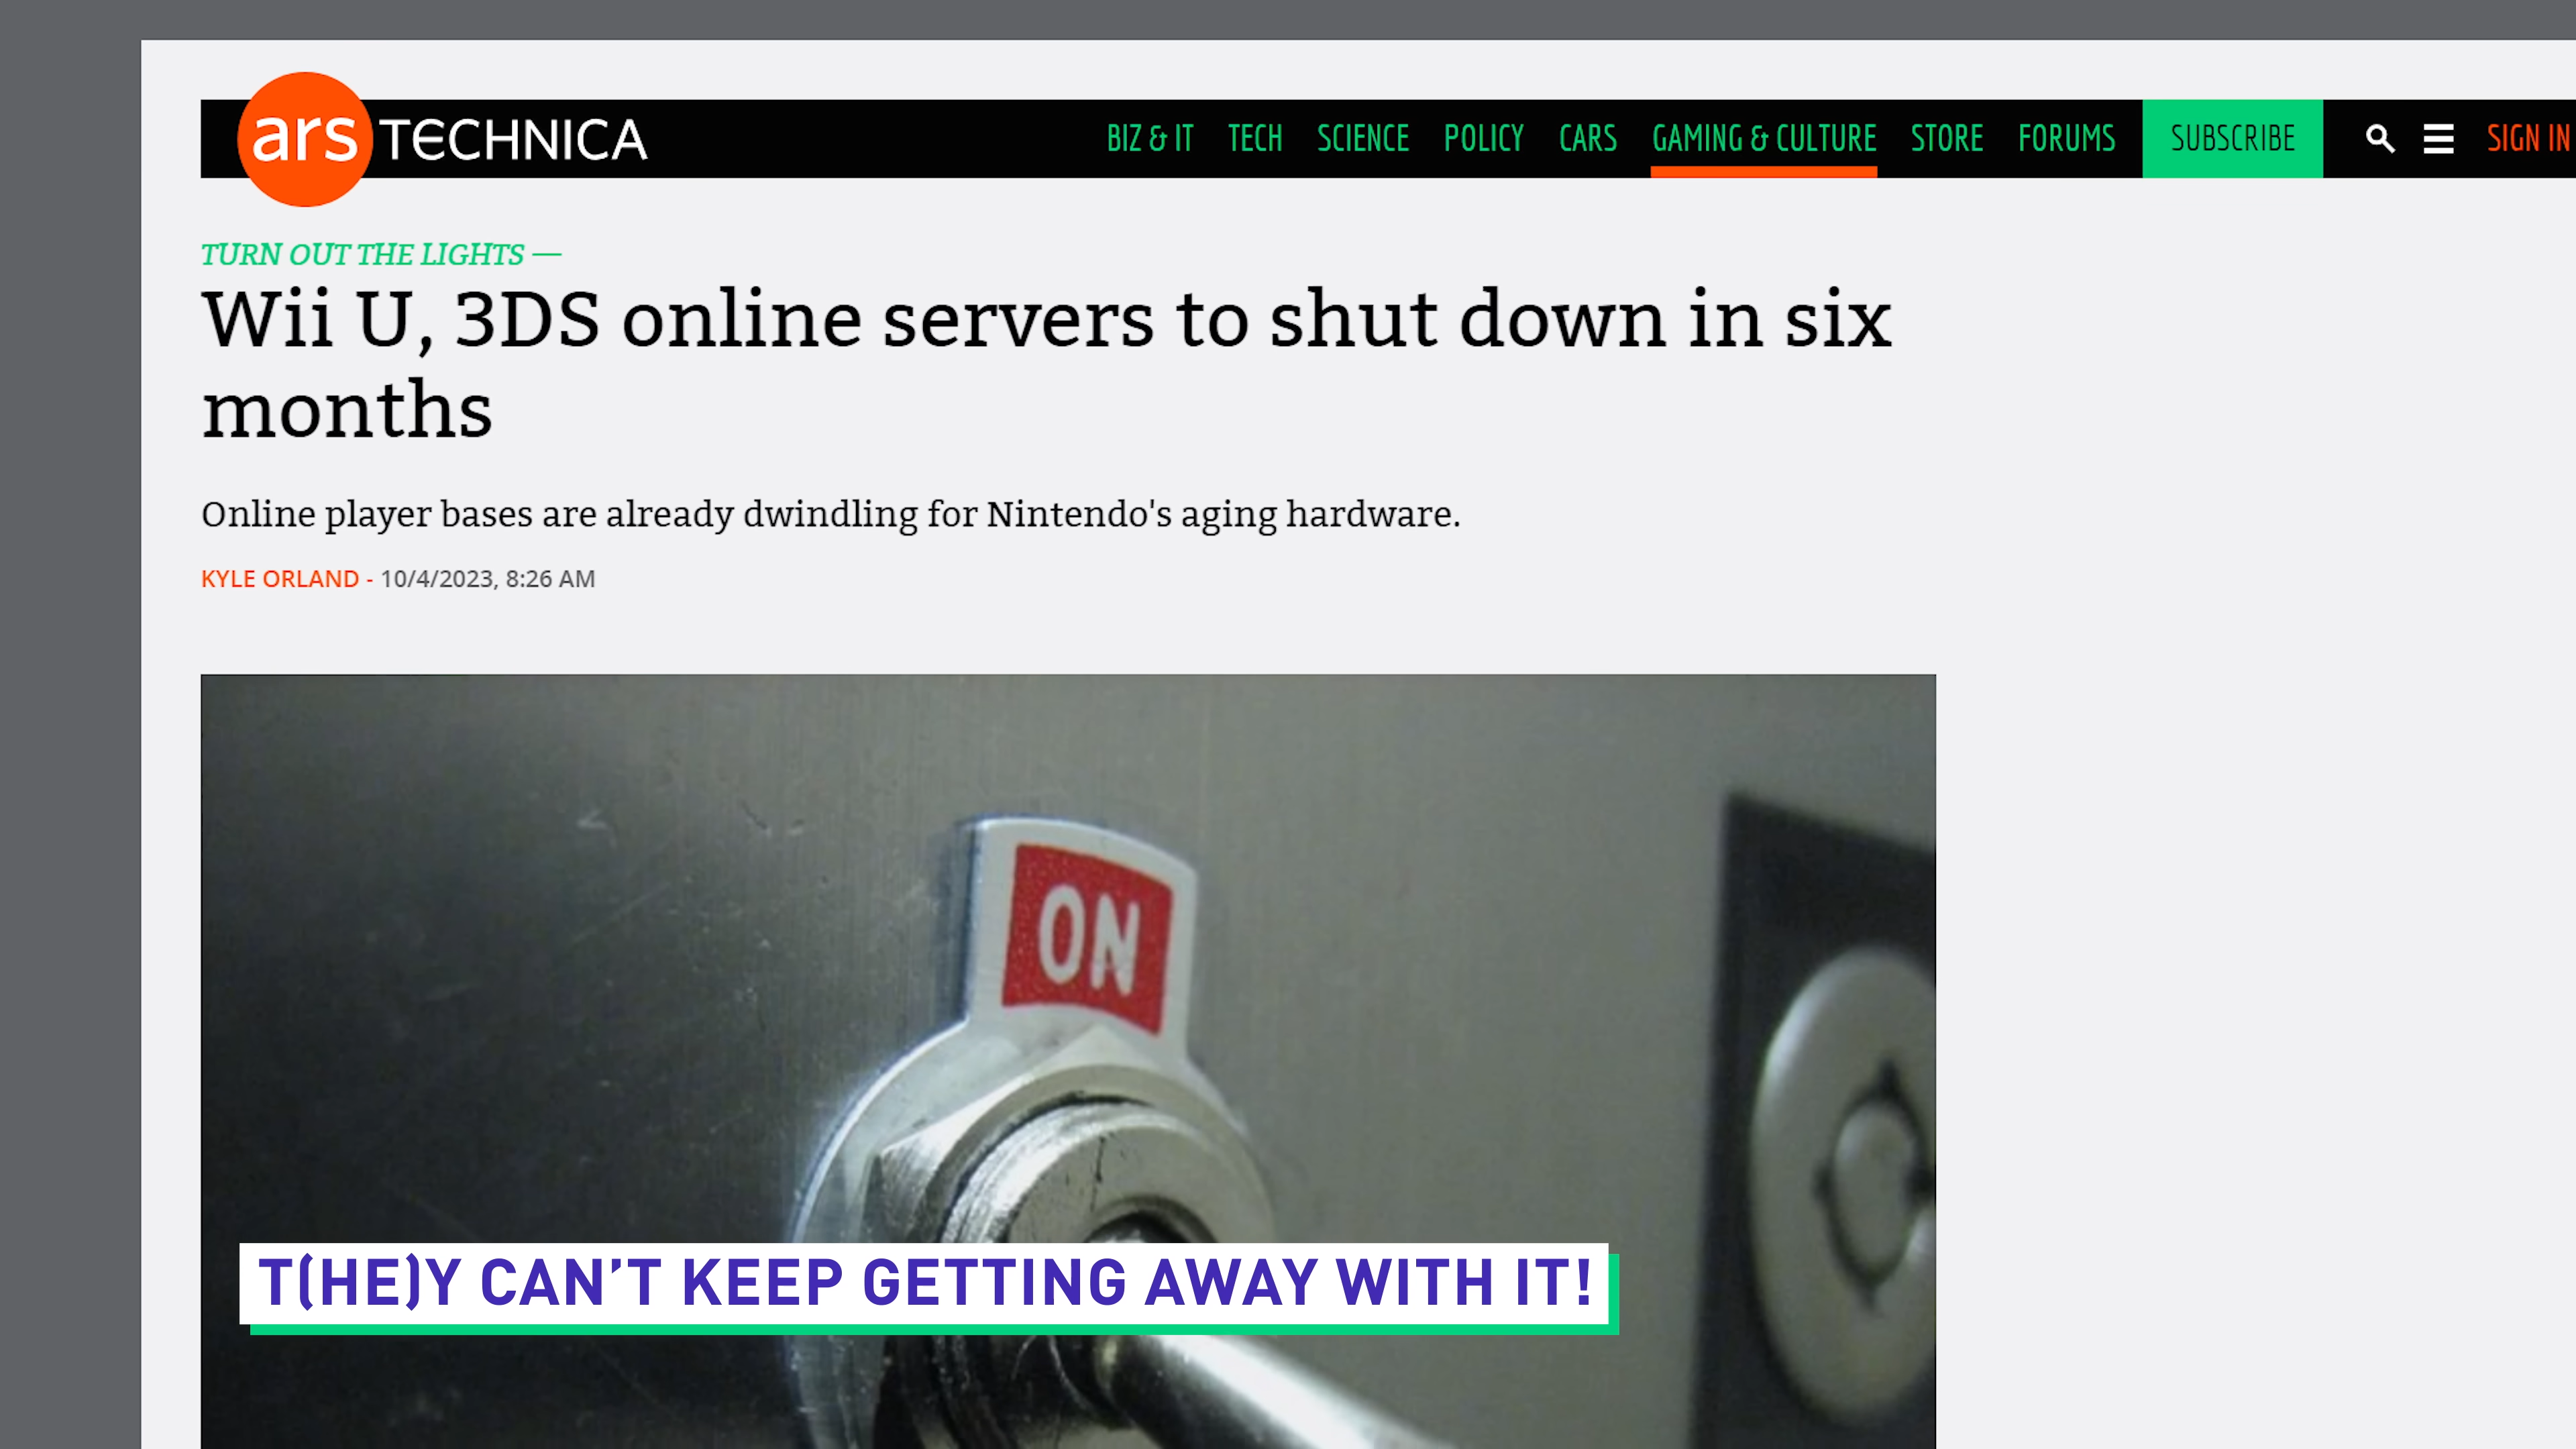 ars TECHNICA
BIZ & IT TECH SCIENCE POLICY CARS GAMING & CULTURE STORE FORUMS SUBSCRIBE SIGN IN
TURN OUT THE LIGHTS —
Wii U, 3DS online servers to shut down in six
months
Online player bases are already dwindling for Nintendo's aging hardware.
KYLE ORLAND - 10/4/2023, 8:26 AM
ON
T(HE)Y CAN’T KEEP GETTING AWAY WITH IT!